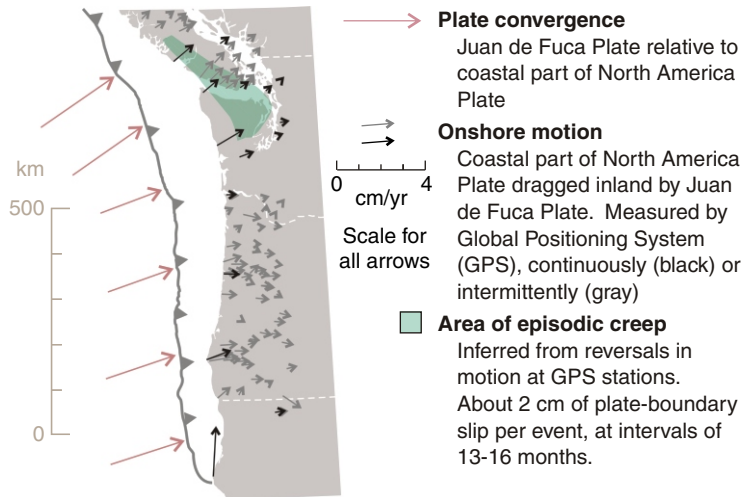 km
500
0
0 4
cm/yr
Scale for
all arrows
Plate convergence
Juan de Fuca Plate relative to
coastal part of North America
Plate
Onshore motion
Coastal part of North America
Plate dragged inland by Juan
de Fuca Plate.  Measured by
Global Positioning System
(GPS), continuously (black) or
intermittently (gray)
Area of episodic creep
Inferred from reversals in
motion at GPS stations.
About 2 cm of plate-boundary
slip per event, at intervals of
13-16 months.